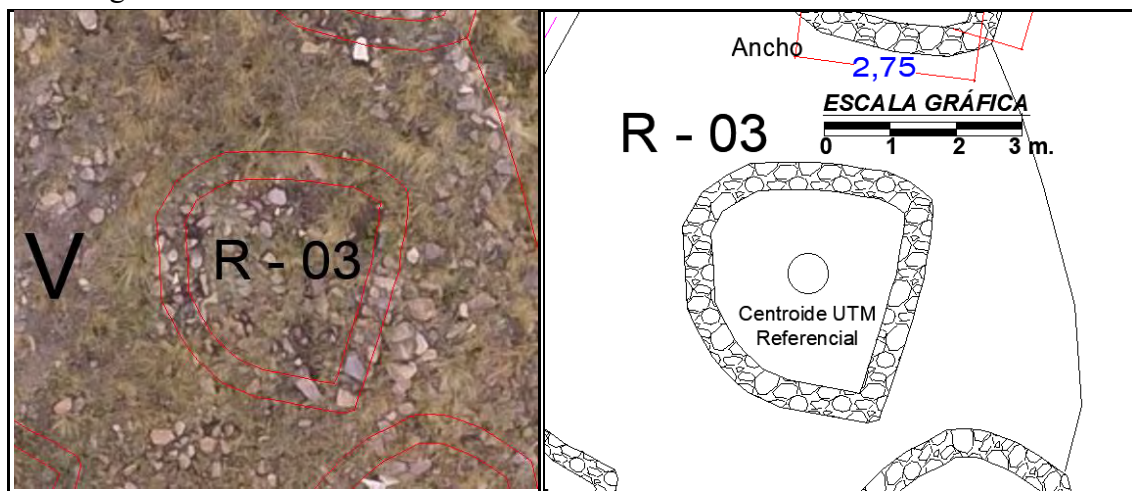 V
R - 03
Ancho
2,75
ESCALA GRÁFICA
R - 03
0 1 2 3 m.
Centroide UTM
Referencial